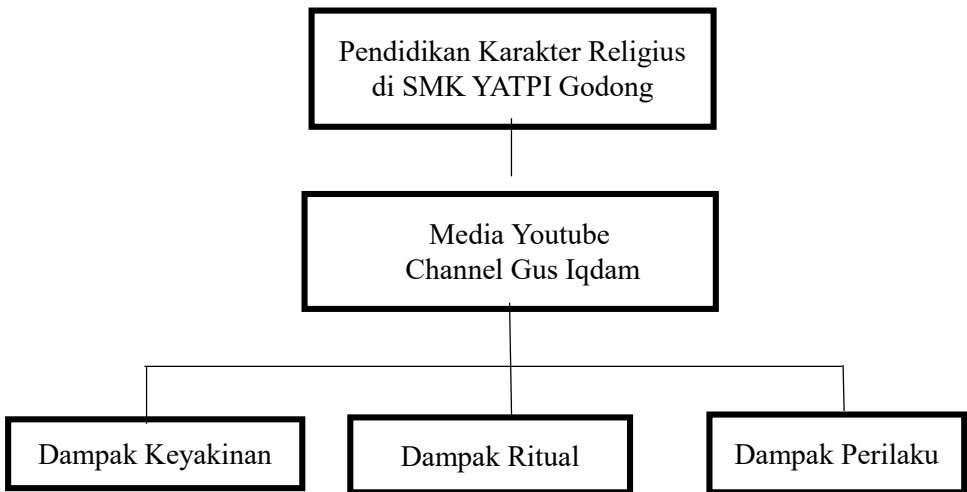 Pendidikan Karakter Religius
di SMK YATPI Godong
Media Youtube
Channel Gus Iqdam
Dampak Keyakinan
Dampak Ritual
Dampak Perilaku